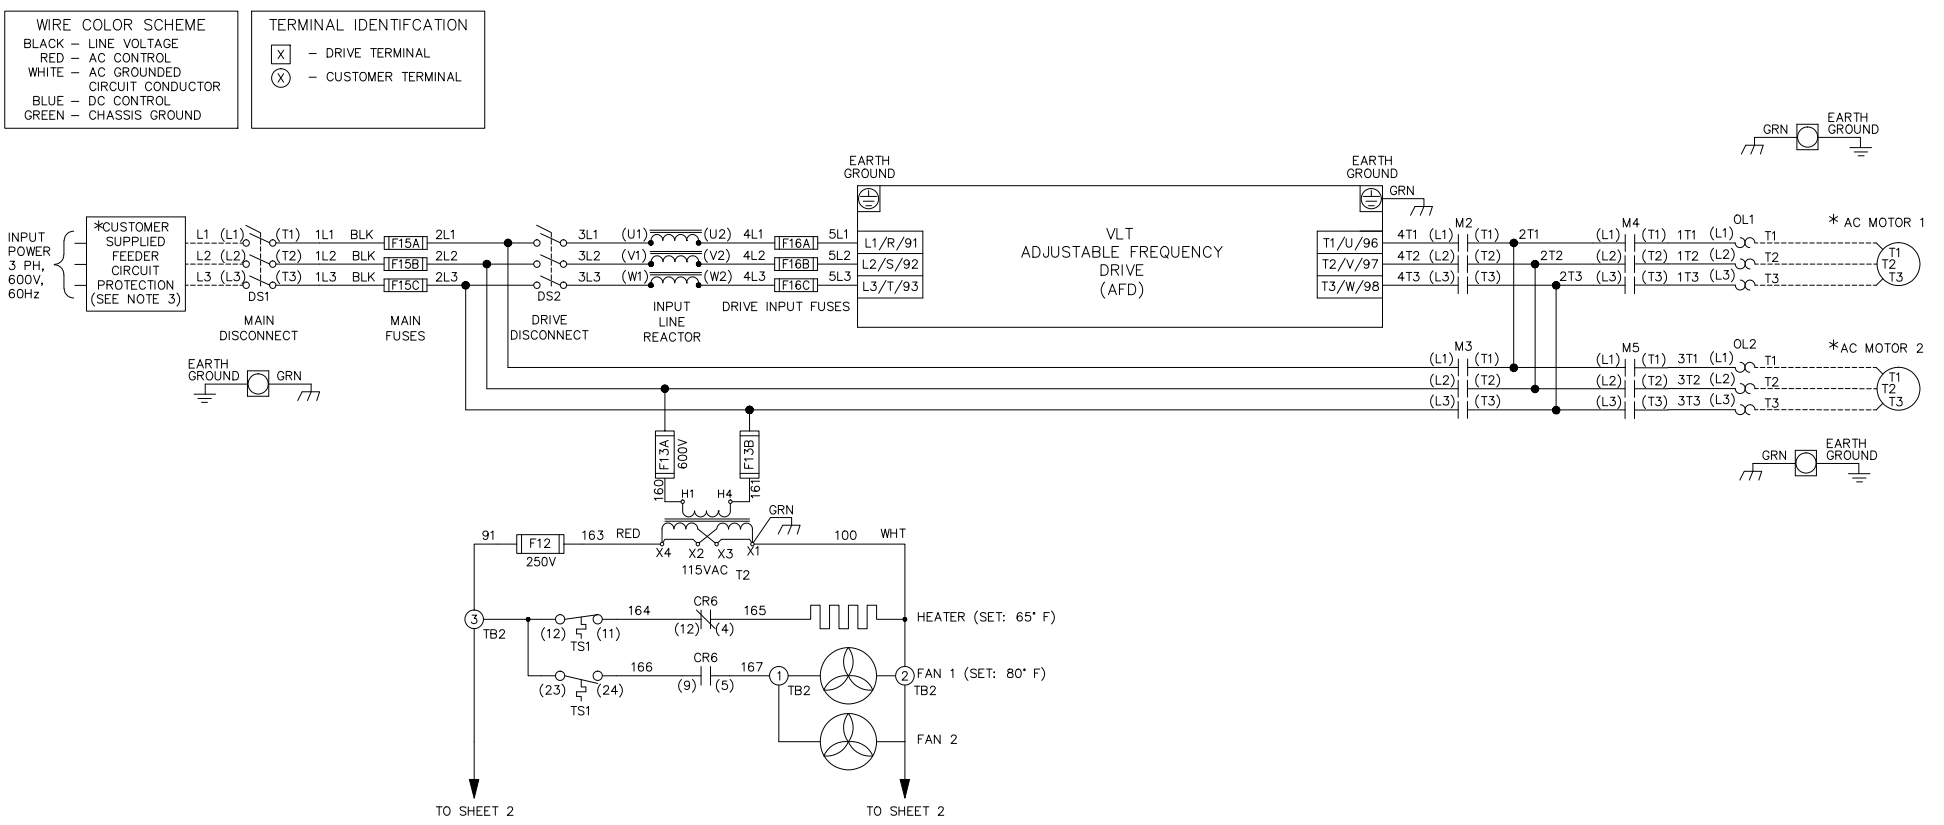 WIRE COLOR SCHEME
BLACK – LINE VOLTAGE
RED – AC CONTROL
WHITE – AC GROUNDED
CIRCUIT CONDUCTOR
BLUE – DC CONTROL
GREEN – CHASSIS GROUND
TERMINAL IDENTIFCATION
X – DRIVE TERMINAL
X – CUSTOMER TERMINAL
GRN
EARTH
GROUND
EARTH
GROUND
EARTH
GROUND
GRN
INPUT
POWER
3 PH,
600V,
60Hz
*CUSTOMER
SUPPLIED
FEEDER
CIRCUIT
PROTECTION
(SEE NOTE 3)
L1 (L1) (T1) 1L1 BLK F15A 2L1 3L1 (U1) (U2) 4L1 F16A 5L1 L1/R/91
L2 (L2) (T2) 1L2 BLK F15B 2L2 3L2 (V1) (V2) 4L2 F16B 5L2 L2/S/92
L3 (L3) (T3) 1L3 BLK F15C 2L3 3L3 (W1) (W2) 4L3 F16C 5L3 L3/T/93
DS1
MAIN
DISCONNECT
MAIN
FUSES
DS2
DRIVE
DISCONNECT
INPUT
LINE
REACTOR
DRIVE INPUT FUSES
VLT
ADJUSTABLE FREQUENCY
DRIVE
(AFD)
M2 M4 OL1 * AC MOTOR 1
T1/U/96 4T1 (L1) (T1) 2T1 (L1) (T1) 1T1 (L1) T1 T1
T2/V/97 4T2 (L2) (T2) 2T2 (L2) (T2) 1T2 (L2) T2 T2
T3/W/98 4T3 (L3) (T3) 2T3 (L3) (T3) 1T3 (L3) T3 T3
M3 M5 OL2 *AC MOTOR 2
(L1) (T1) (L1) (T1) 3T1 (L1) T1 T1
(L2) (T2) (L2) (T2) 3T2 (L2) T2 T2
(L3) (T3) (L3) (T3) 3T3 (L3) T3 T3
EARTH
GROUND GRN
GRN
EARTH
GROUND
F13A
600V
F13B
160
161
H1 H4
GRN
91 F12 163 RED
250V
X4 X2 X3 X1
100 WHT
115VAC T2
3
TB2
(12) (11)
TS1
164
CR6
(12) (4)
165
HEATER (SET: 65° F)
(23) (24)
TS1
166
CR6
(9) (5)
167
1
TB2
2
TB2
FAN 1 (SET: 80° F)
FAN 2
TO SHEET 2
TO SHEET 2